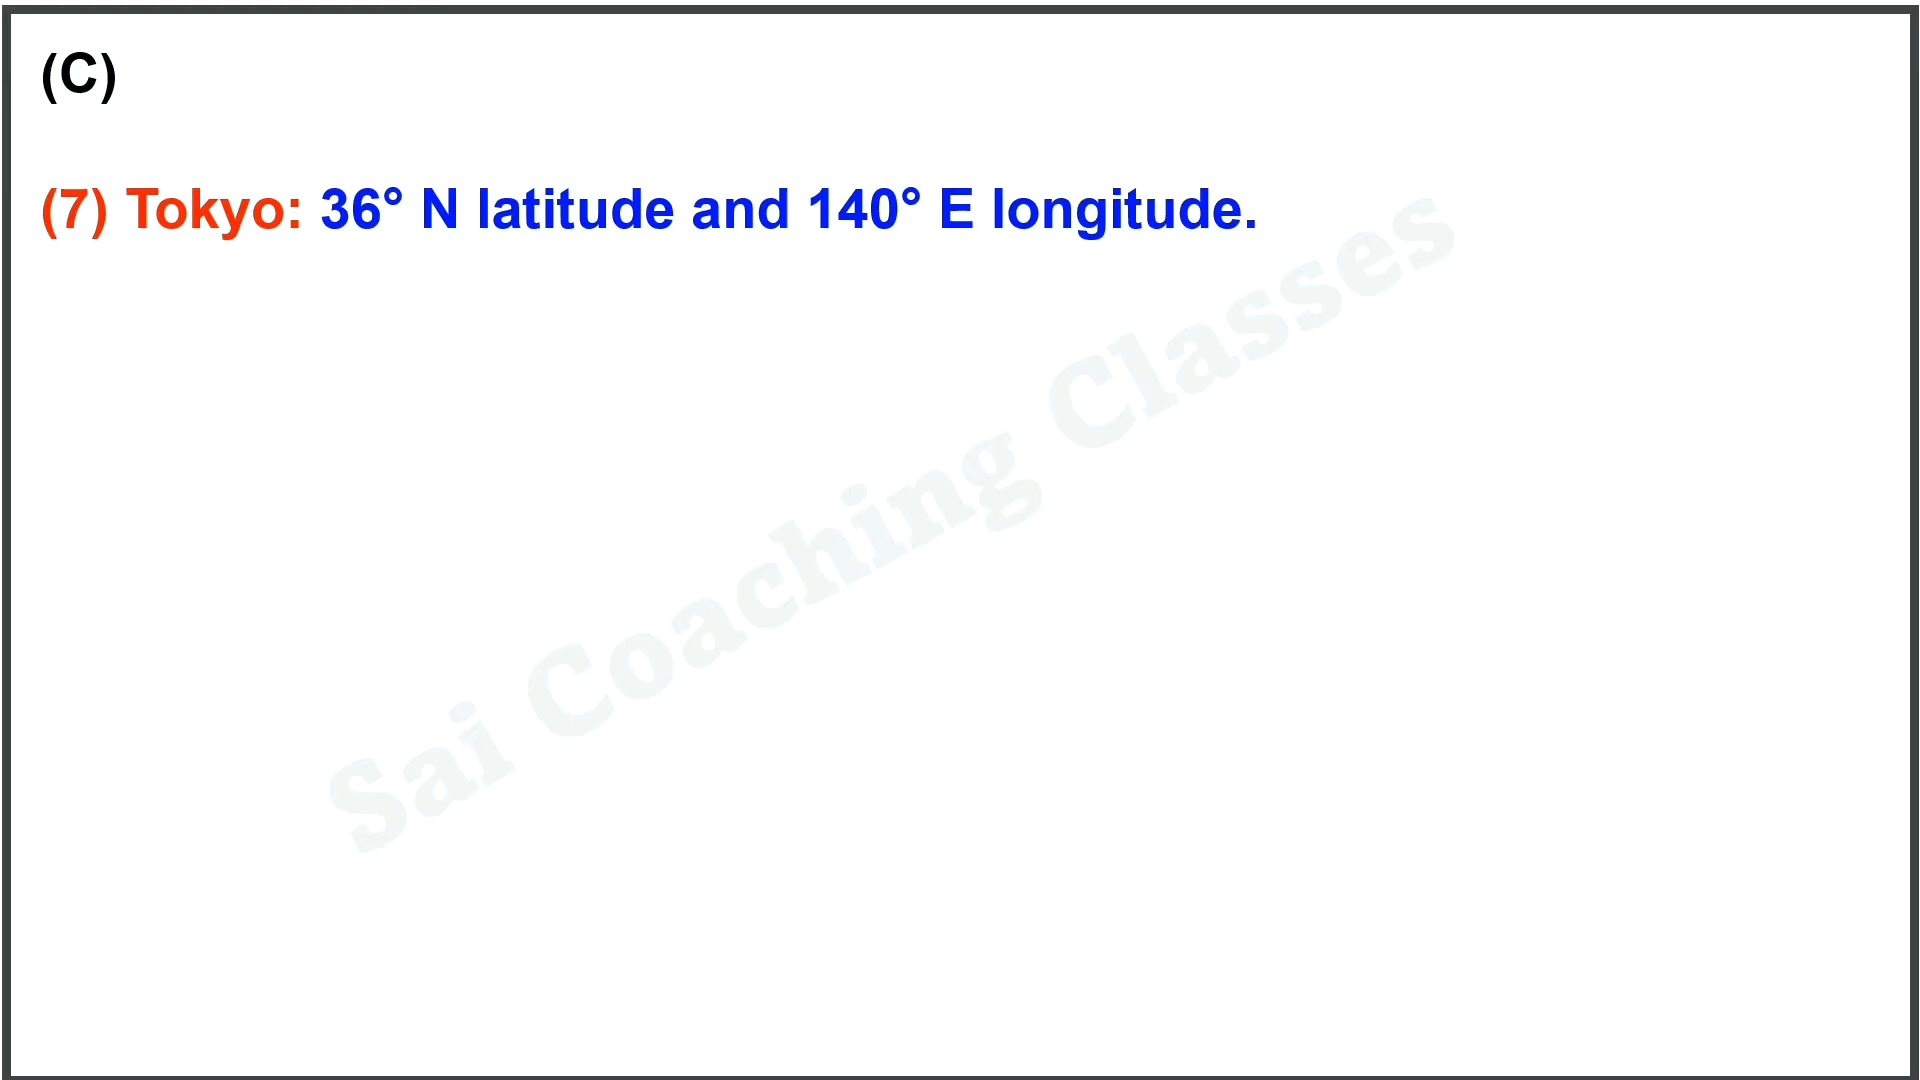 (C)
(7) Tokyo: 36° N latitude and 140° E longitude.
Sai Coaching Classes